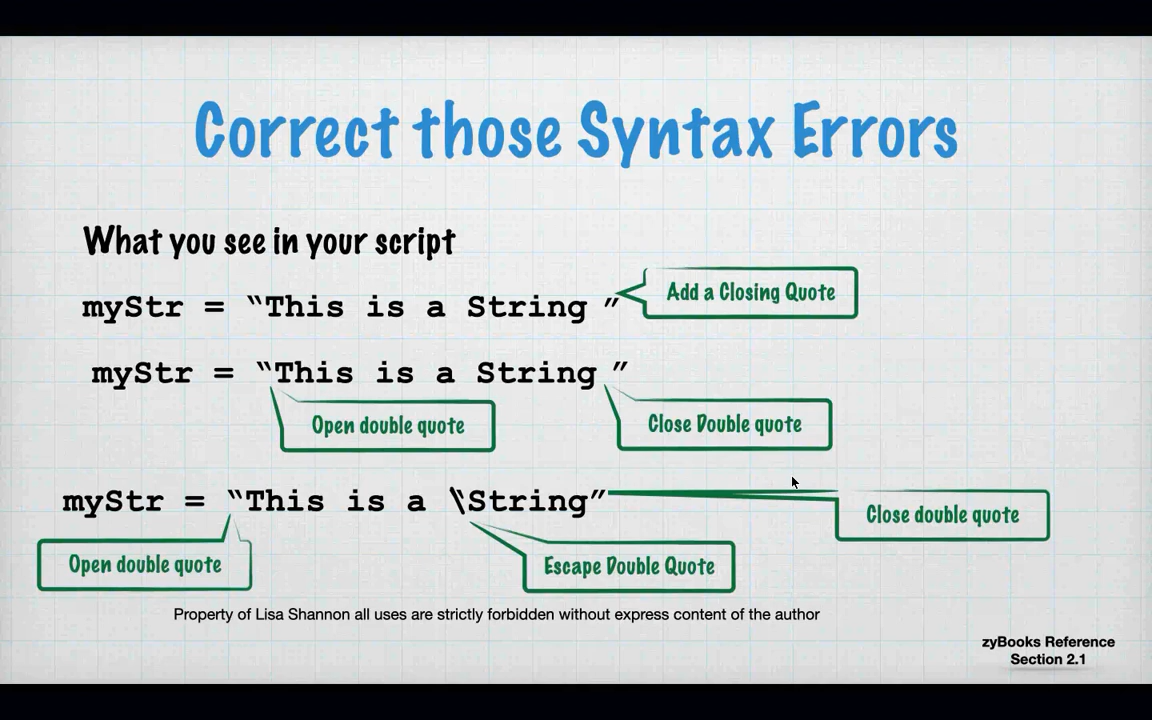 Correct those Syntax Errors
What you see in your script
myStr = “This is a String ”
Add a Closing Quote
myStr = “This is a String ”
Open double quote
Close Double quote
myStr = “This is a \String”
Close double quote
Open double quote
Escape Double Quote
Property of Lisa Shannon all uses are strictly forbidden without express content of the author
zyBooks Reference
Section 2.1